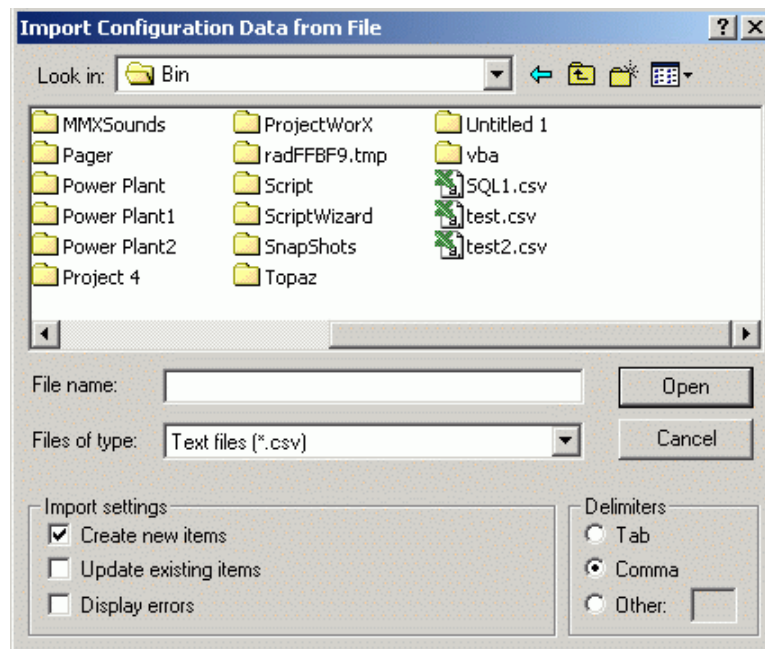 Import Configuration Data from File
Look in: Bin
MMXSounds ProjectWorX Untitled 1
Pager radFFBF9.tmp vba
Power Plant Script SQL1.csv
Power Plant1 ScriptWizard test.csv
Power Plant2 SnapShots test2.csv
Project 4 Topaz
File name: Open
Files of type: Text files (*.csv) Cancel
Import settings Delimiters
Create new items Tab
Update existing items Comma
Display errors Other: